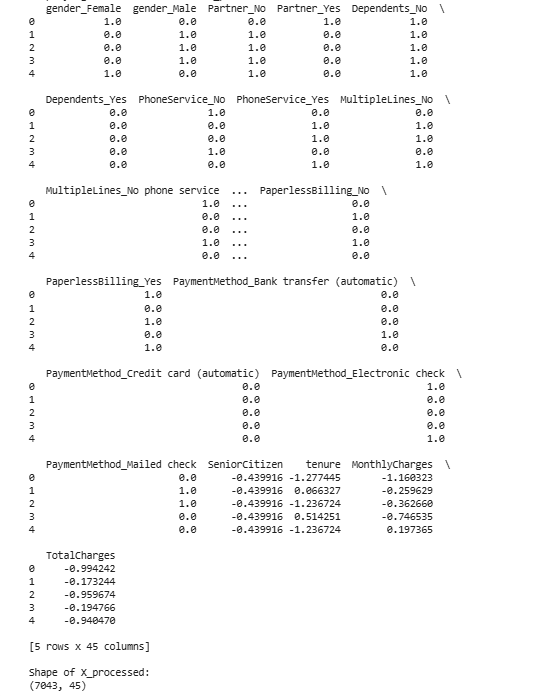 gender_Female gender_Male Partner_No Partner_Yes Dependents_No \
0 1.0 0.0 0.0 1.0 1.0
1 0.0 1.0 1.0 0.0 1.0
2 0.0 1.0 1.0 0.0 1.0
3 0.0 1.0 1.0 0.0 1.0
4 1.0 0.0 1.0 0.0 1.0
Dependents_Yes PhoneService_No PhoneService_Yes MultipleLines_No \
0 0.0 1.0 0.0 0.0
1 0.0 0.0 1.0 1.0
2 0.0 0.0 1.0 1.0
3 0.0 1.0 0.0 0.0
4 0.0 0.0 1.0 1.0
MultipleLines_No phone service ... PaperlessBilling_No \
0 1.0 ... 0.0
1 0.0 ... 1.0
2 0.0 ... 0.0
3 1.0 ... 1.0
4 0.0 ... 0.0
PaperlessBilling_Yes PaymentMethod_Bank transfer (automatic) \
0 1.0 0.0
1 0.0 0.0
2 1.0 0.0
3 0.0 1.0
4 1.0 0.0
PaymentMethod_Credit card (automatic) PaymentMethod_Electronic check \
0 0.0 1.0
1 0.0 0.0
2 0.0 0.0
3 0.0 0.0
4 0.0 1.0
PaymentMethod_Mailed check SeniorCitizen tenure MonthlyCharges \
0 0.0 -0.439916 -1.277445 -1.160323
1 1.0 -0.439916 0.066327 -0.259629
2 1.0 -0.439916 -1.236724 -0.362660
3 0.0 -0.439916 0.514251 -0.746535
4 0.0 -0.439916 -1.236724 0.197365
TotalCharges
0 -0.994242
1 -0.173244
2 -0.959674
3 -0.194766
4 -0.940470
[5 rows x 45 columns]
Shape of X_processed:
(7043, 45)